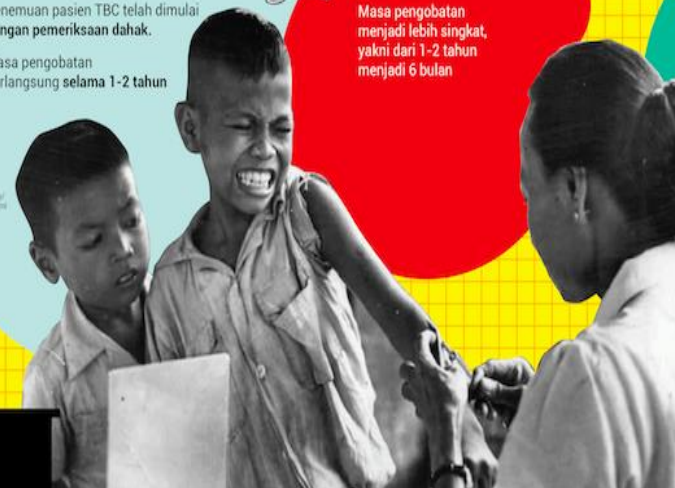 enemuan pasien TBC telah dimulai
ngan pemeriksaan dahak.
asa pengobatan
rlangsung selama 1-2 tahun
Masa pengobatan
menjadi lebih singkat,
yakni dari 1-2 tahun
menjadi 6 bulan